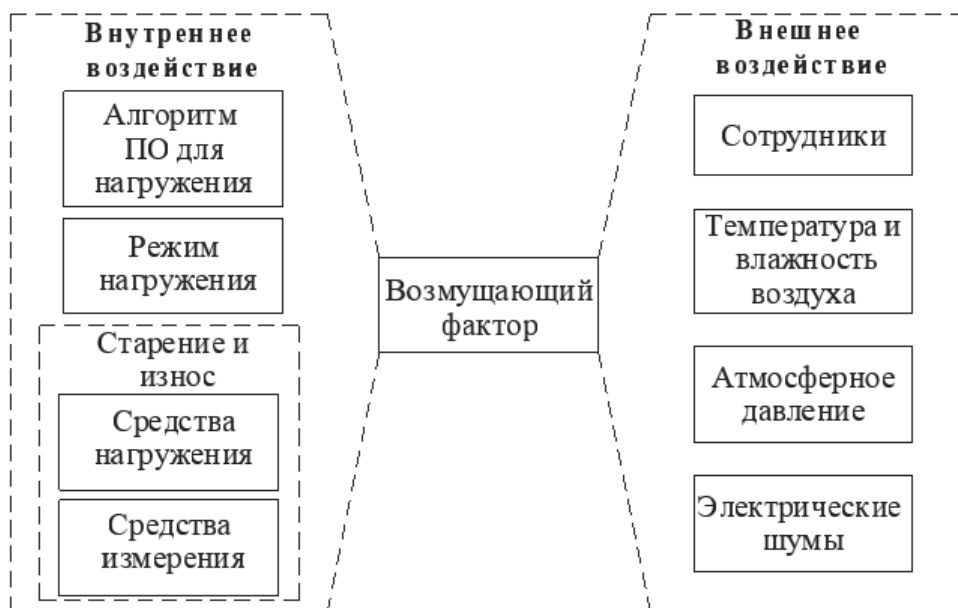 Внутреннее
воздействие
Алгоритм
ПО для
нагружения
Режим
нагружения
Старение и
износ
Средства
нагружения
Средства
измерения
Возмущающий
фактор
Внешнее
воздействие
Сотрудники
Температура и
влажность
воздуха
Атмосферное
давление
Электрические
шумы